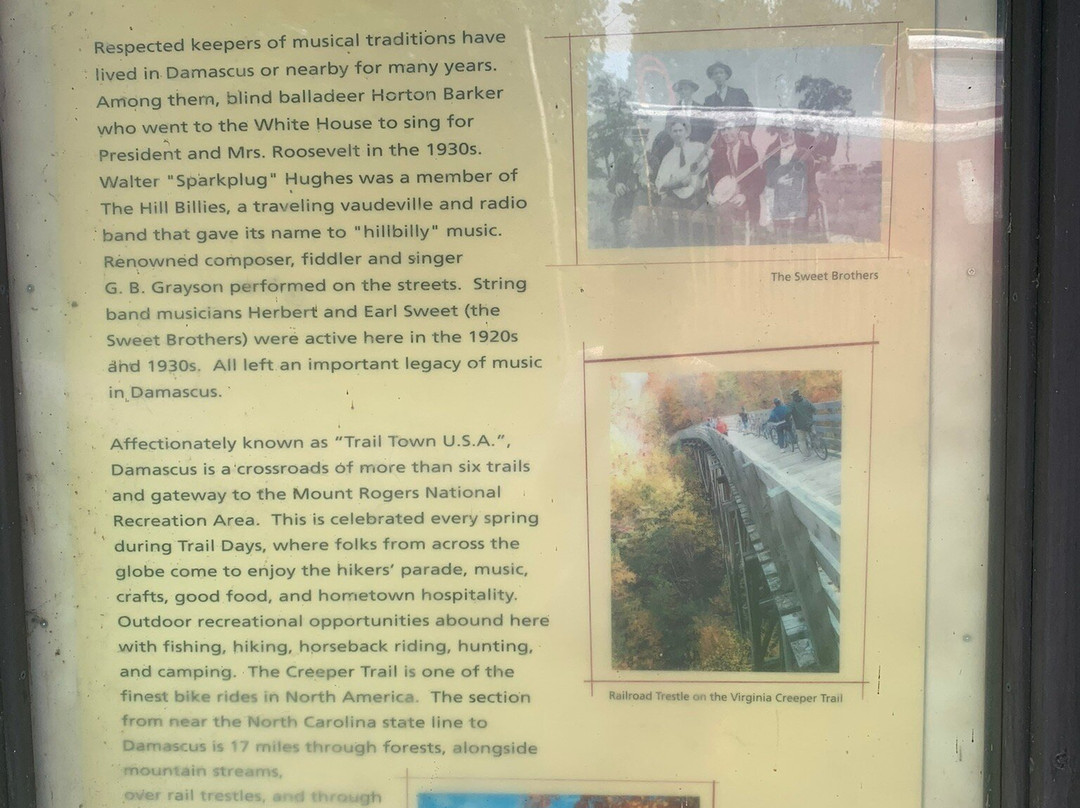 Respected keepers of musical traditions have
lived in Damascus or nearby for many years.
Among them, blind balladeer Horton Barker
who went to the White House to sing for
President and Mrs. Roosevelt in the 1930s.
Walter "Sparkplug" Hughes was a member of
The Hill Billies, a traveling vaudeville and radio
band that gave its name to "hillbilly" music.
Renowned composer, fiddler and singer
G. B. Grayson performed on the streets. String
band musicians Herbert and Earl Sweet (the
Sweet Brothers) were active here in the 1920s
and 1930s. All left an important legacy of music
in Damascus.
The Sweet Brothers
Affectionately known as “Trail Town U.S.A.”,
Damascus is a crossroads of more than six trails
and gateway to the Mount Rogers National
Recreation Area. This is celebrated every spring
during Trail Days, where folks from across the
globe come to enjoy the hikers’ parade, music,
crafts, good food, and hometown hospitality.
Outdoor recreational opportunities abound here
with fishing, hiking, horseback riding, hunting,
and camping. The Creeper Trail is one of the
finest bike rides in North America. The section
from near the North Carolina state line to
Damascus is 17 miles through forests, alongside
mountain streams,
over rail trestles, and through
Railroad Trestle on the Virginia Creeper Trail